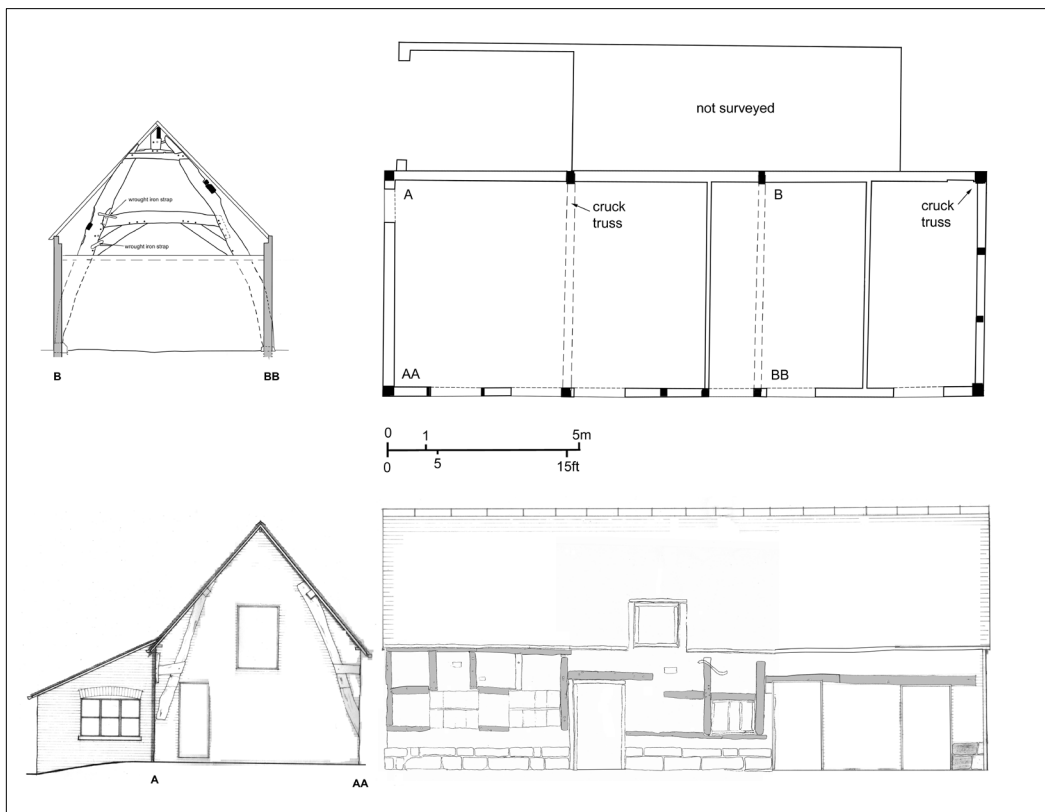 wrought iron strap
wrought iron strap
B
BB
not surveyed
A
B
cruck
truss
cruck
truss
AA
BB
0
1
5m
0
5
15ft
A
AA